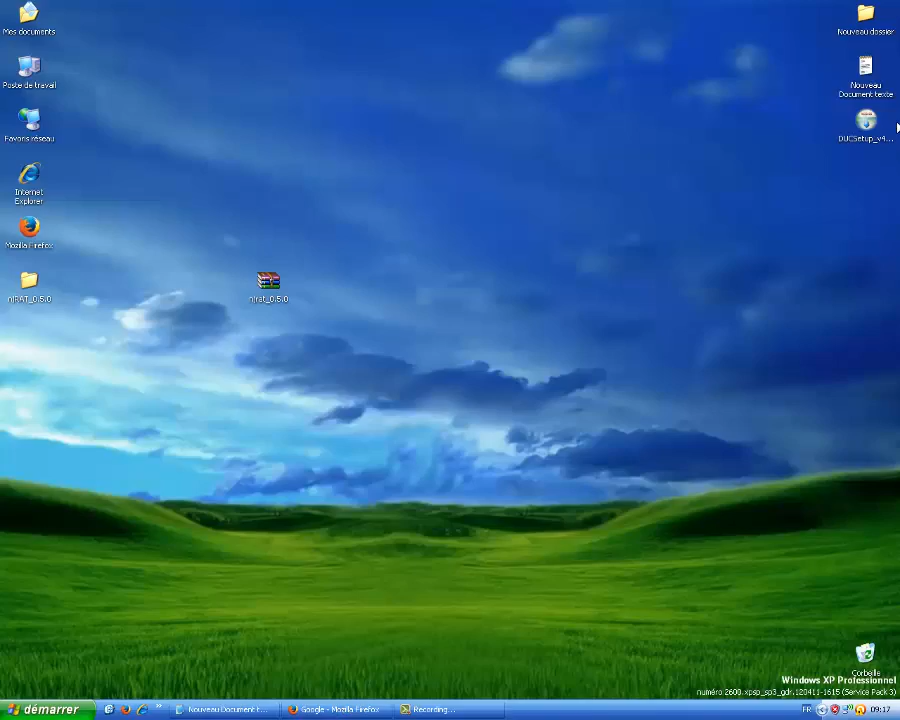 Mes documents
Poste de travail
Favoris réseau
Internet
Explorer
Mozilla Firefox
njRAT_0.5.0
njrat_0.5.0
Nouveau dossier
Nouveau
Document texte
DUCSetup_v4...
Corbeille
Windows XP Professionnel
numéro 2600.xpsp_sp3_gdr.120411-1615 (Service Pack 3)
démarrer
Nouveau Document t...
Google - Mozilla Firefox
Recording...
FR
09:17